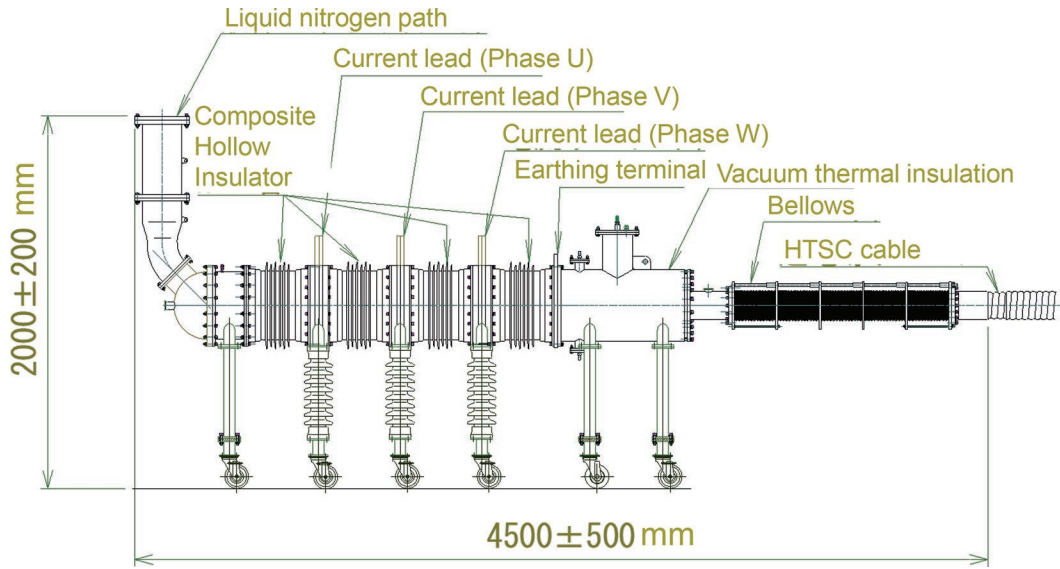 Liquid nitrogen path
Current lead (Phase U)
Composite
Hollow
Insulator
Current lead (Phase V)
Current lead (Phase W)
Earthing terminal
Vacuum thermal insulation
Bellows
HTSC cable
2000±200 mm
4500±500 mm